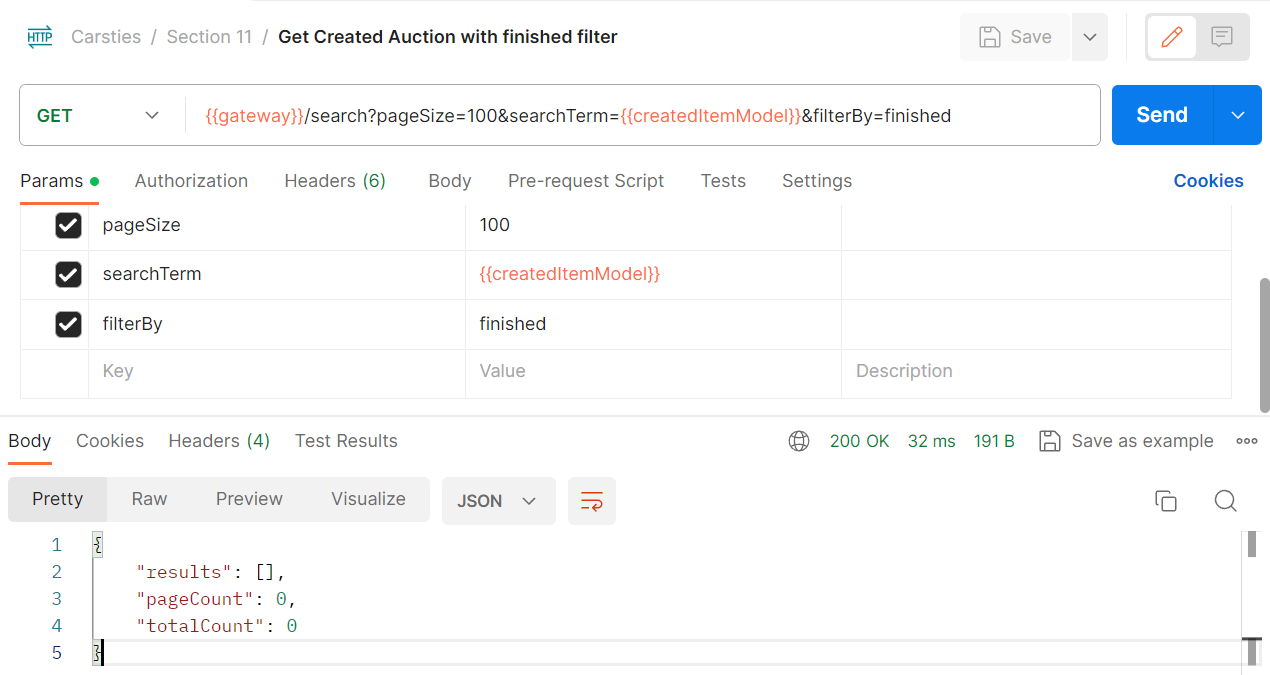 HTTP Carsties / Section 11 / Get Created Auction with finished filter Save
GET {{gateway}}/search?pageSize=100&searchTerm={{createdItemModel}}&filterBy=finished Send
Params Authorization Headers (6) Body Pre-request Script Tests Settings Cookies
pageSize 100
searchTerm {{createdItemModel}}
filterBy finished
Key Value Description
Body Cookies Headers (4) Test Results 200 OK 32 ms 191 B Save as example
Pretty Raw Preview Visualize JSON
1 {
2 "results": [],
3 "pageCount": 0,
4 "totalCount": 0
5 }